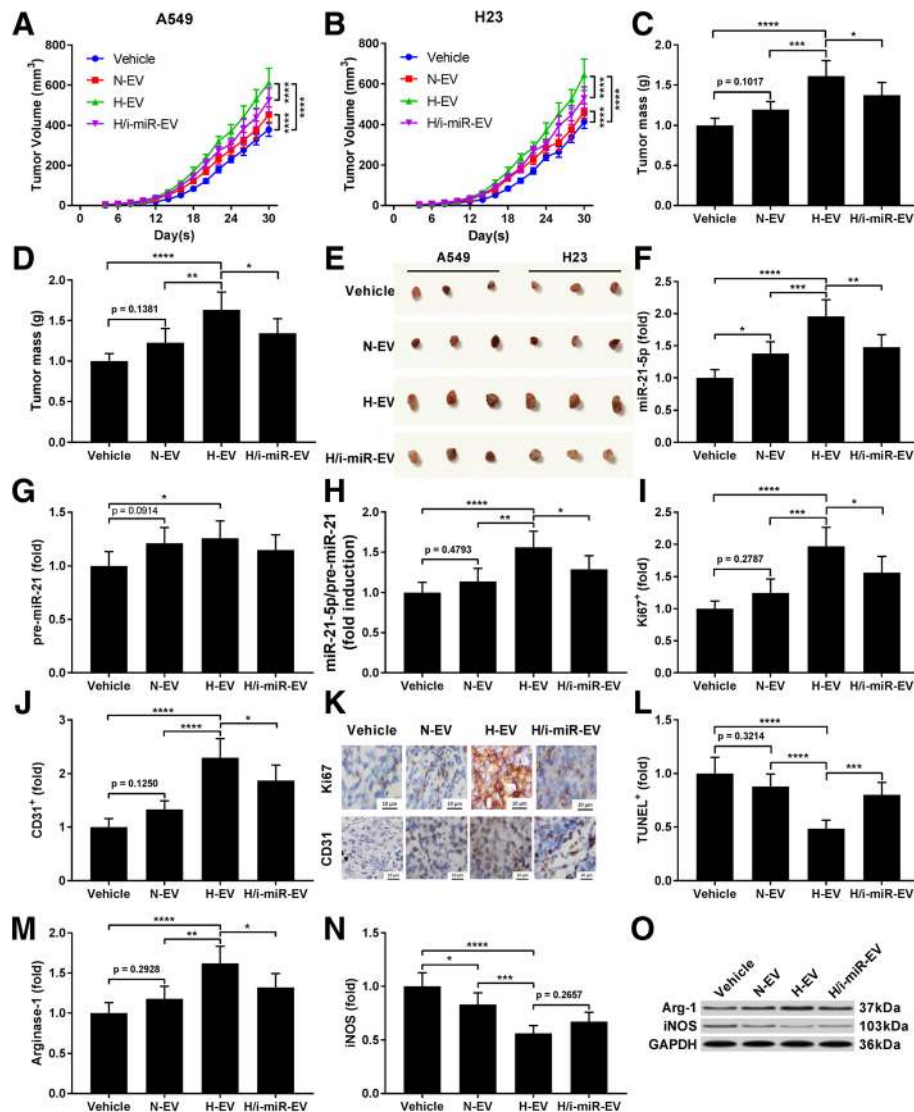 A549
H23
A
Tumor Volume (mm³)
800
600
400
200
0
0 6 12 18 24 30
Day(s)
Vehicle
N-EV
H-EV
H/i-miR-EV
****
****
****
B
Tumor Volume (mm³)
800
600
400
200
0
0 6 12 18 24 30
Day(s)
Vehicle
N-EV
H-EV
H/i-miR-EV
****
****
****
C
Tumor mass (g)
2.0
1.5
1.0
0.5
0.0
****
***
*
p = 0.1017
Vehicle N-EV H-EV H/i-miR-EV
D
Tumor mass (g)
2.0
1.5
1.0
0.5
0.0
****
**
*
p = 0.1381
Vehicle N-EV H-EV H/i-miR-EV
E
A549 H23
Vehicle
N-EV
H-EV
H/i-miR-EV
F
miR-21-5p (fold)
2.5
2.0
1.5
1.0
0.5
0.0
****
***
**
*
Vehicle N-EV H-EV H/i-miR-EV
G
pre-miR-21 (fold)
2.0
1.5
1.0
0.5
0.0
*
p = 0.0914
Vehicle N-EV H-EV H/i-miR-EV
H
miR-21-5p/pre-miR-21
(fold induction)
2.0
1.5
1.0
0.5
0.0
****
**
*
p = 0.4793
Vehicle N-EV H-EV H/i-miR-EV
I
Ki67⁺ (fold)
2.5
2.0
1.5
1.0
0.5
0.0
****
***
*
p = 0.2787
Vehicle N-EV H-EV H/i-miR-EV
J
CD31⁺ (fold)
3
2
1
0
****
****
*
p = 0.1250
Vehicle N-EV H-EV H/i-miR-EV
K
Vehicle N-EV H-EV H/i-miR-EV
Ki67
10 μm 10 μm 10 μm 10 μm
CD31
L
TUNEL⁺ (fold)
1.5
1.0
0.5
0.0
****
p = 0.3214
****
***
Vehicle N-EV H-EV H/i-miR-EV
M
Arginase-1 (fold)
2.0
1.5
1.0
0.5
0.0
****
**
*
p = 0.2928
Vehicle N-EV H-EV H/i-miR-EV
N
iNOS (fold)
1.5
1.0
0.5
0.0
****
*
***
p = 0.2657
Vehicle N-EV H-EV H/i-miR-EV
O
Vehicle N-EV H-EV H/i-miR-EV
Arg-1 37kDa
iNOS 103kDa
GAPDH 36kDa